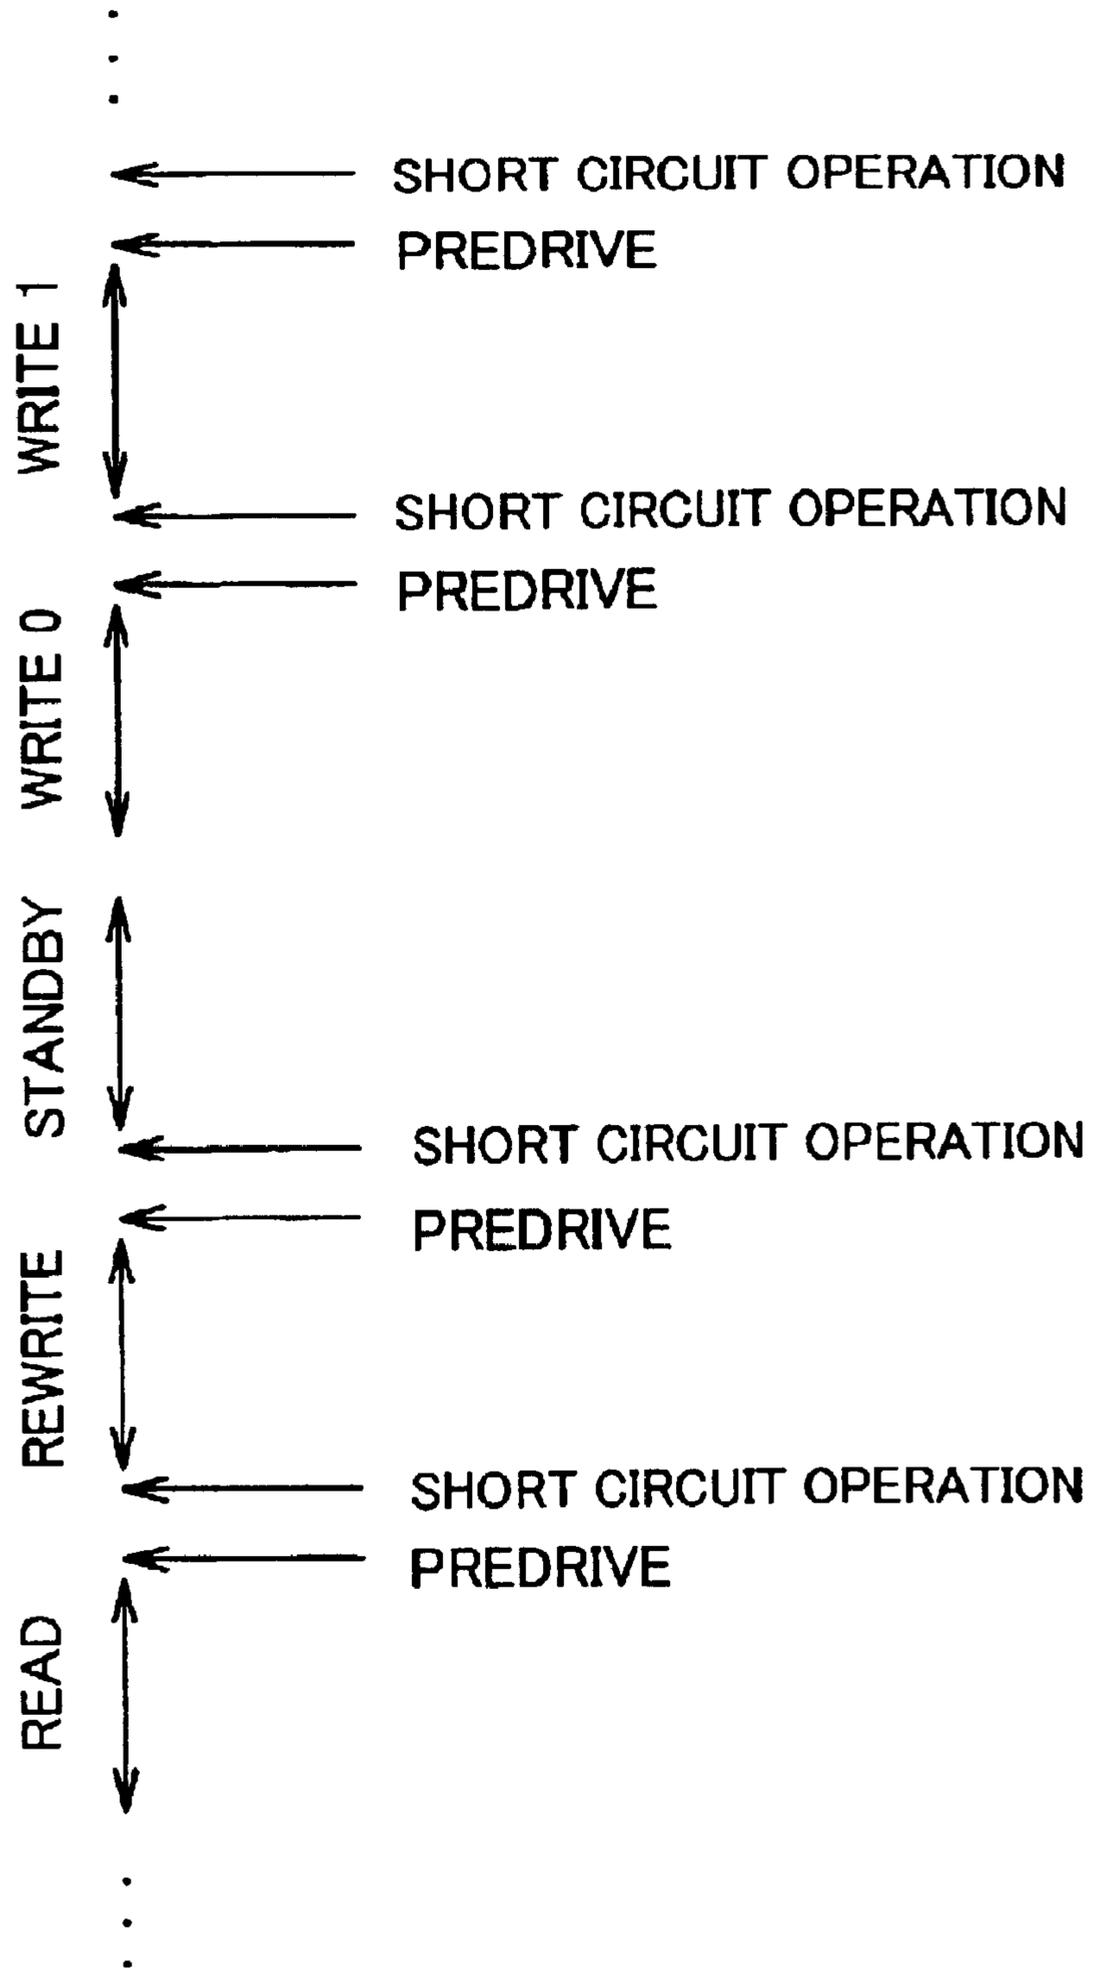 SHORT CIRCUIT OPERATION
PREDRIVE
WRITE 1
SHORT CIRCUIT OPERATION
PREDRIVE
WRITE 0
STANDBY
SHORT CIRCUIT OPERATION
PREDRIVE
REWRITE
SHORT CIRCUIT OPERATION
PREDRIVE
READ